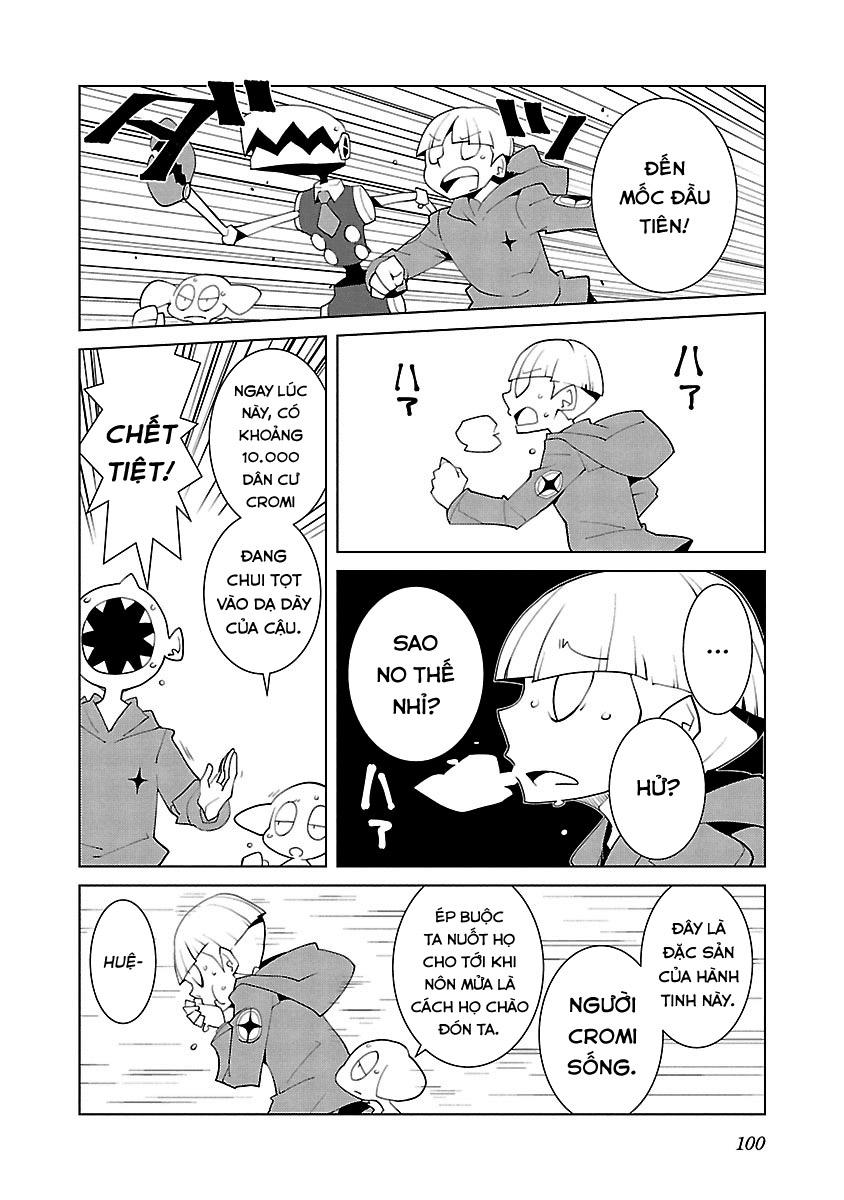 ダッ
ĐẾN
MỐC ĐẦU
TIÊN!
ハァ
ハァ
NGAY LÚC
NÀY, CÓ
KHOẢNG
10.000
DÂN CƯ
CROMI
ĐANG
CHUI TỌT
VÀO DẠ DÀY
CỦA CẬU.
CHẾT
TIỆT!
...
HỬ?
SAO
NO THẾ
NHỈ?
ハァ
ĐÂY LÀ
ĐẶC SẢN
CỦA HÀNH
TINH NÀY.
NGƯỜI
CROMI
SỐNG.
ÉP BUỘC
TA NUỐT HỌ
CHO TỚI KHI
NÔN MỬA LÀ
CÁCH HỌ CHÀO
ĐÓN TA.
HUỆ-
100